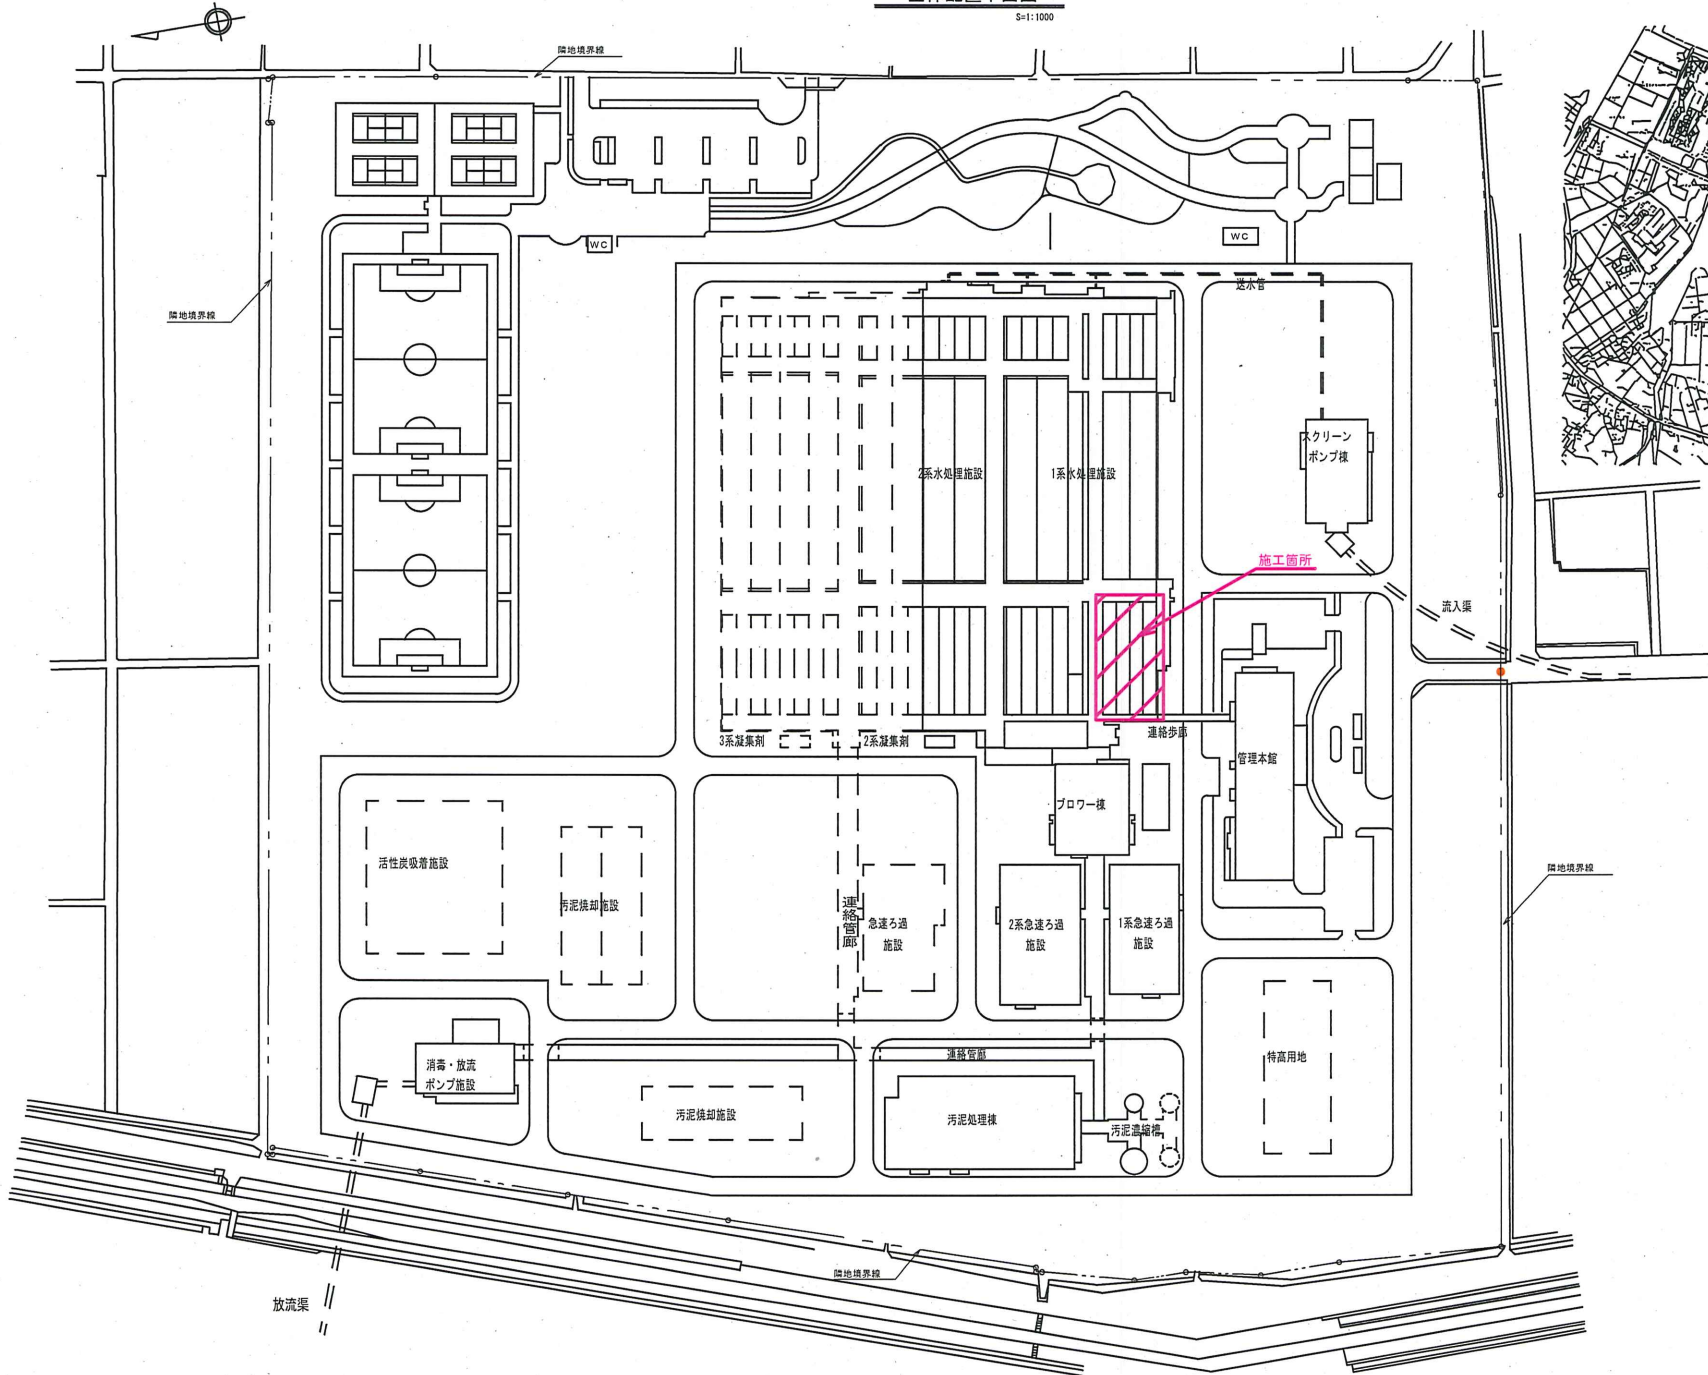 S=1:1000
隣地境界線
WC
WC
隣地境界線
送水管
スクリーン
ポンプ棟
2系水処理施設
1系水処理施設
施工箇所
流入渠
連絡歩廊
3系凝集剤
2系凝集剤
管理本館
ブロワー棟
活性炭吸着施設
汚泥焼却施設
連絡管廊
急速ろ過
施設
2系急速ろ過
施設
1系急速ろ過
施設
隣地境界線
連絡管廊
特高用地
消毒・放流
ポンプ施設
汚泥焼却施設
汚泥処理棟
汚泥濃縮槽
隣地境界線
放流渠